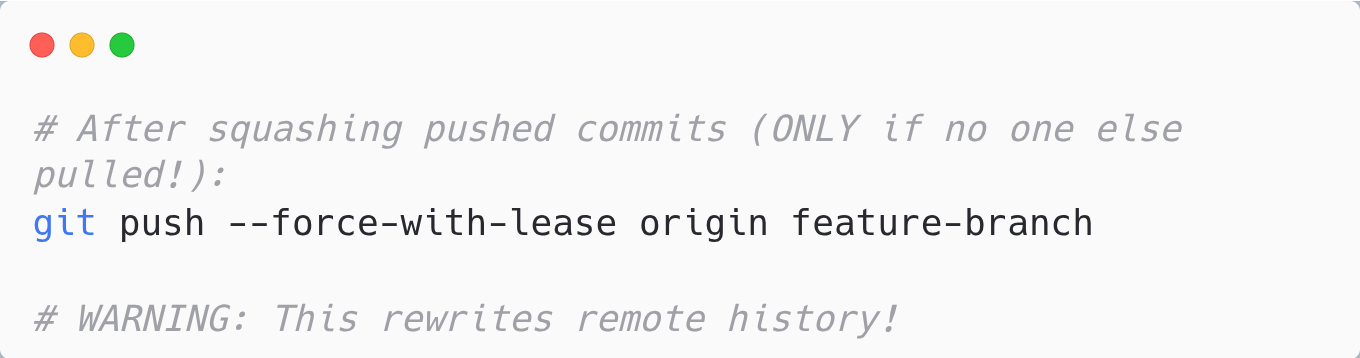 # After squashing pushed commits (ONLY if no one else
pulled!):
git push --force-with-lease origin feature-branch
# WARNING: This rewrites remote history!